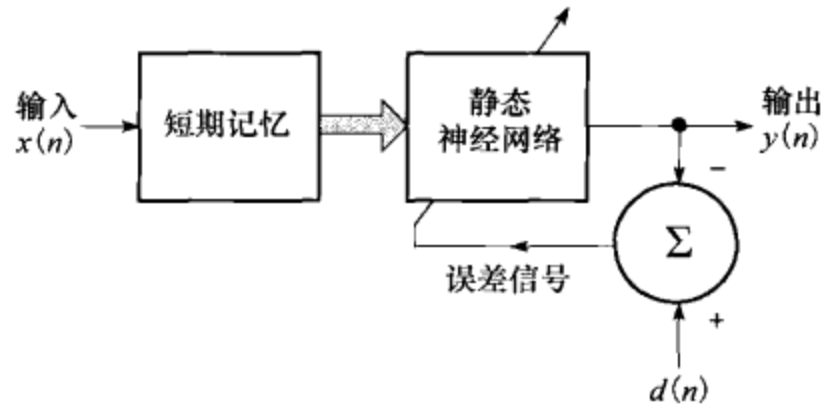 输入
x(n)
短期记忆
静态
神经网络
输出
y(n)
−
Σ
误差信号
+
d(n)